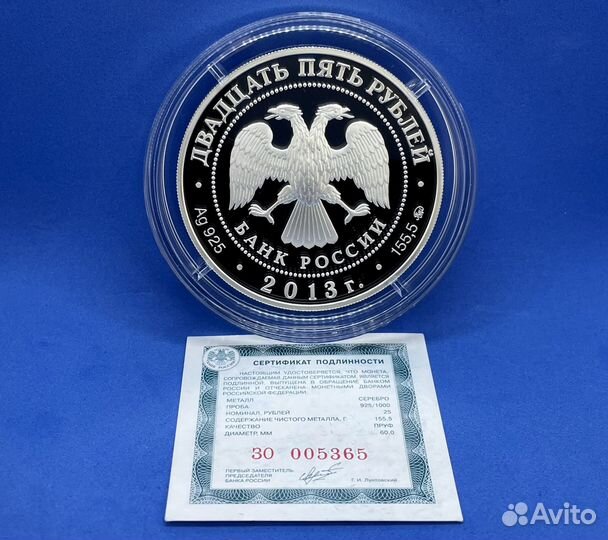 ДВАДЦАТЬ ПЯТЬ РУБЛЕЙ
Ag 925
БАНК РОССИИ
155,5
2013 г.
СЕРТИФИКАТ ПОДЛИННОСТИ
НАСТОЯЩИМ УДОСТОВЕРЯЕТСЯ, ЧТО МОНЕТА,
СОПРОВОЖДАЕМАЯ ДАННЫМ СЕРТИФИКАТОМ, ЯВЛЯЕТСЯ
ПОДЛИННОЙ, ВЫПУЩЕНА В ОБРАЩЕНИЕ БАНКОМ
РОССИИ И ОТЧЕКАНЕНА МОНЕТНЫМИ ДВОРАМИ
РОССИЙСКОЙ ФЕДЕРАЦИИ.
МЕТАЛЛ СЕРЕБРО
ПРОБА 925/1000
НОМИНАЛ, РУБЛЕЙ 25
СОДЕРЖАНИЕ ЧИСТОГО МЕТАЛЛА, Г. 155,5
КАЧЕСТВО ПРУФ
ДИАМЕТР, ММ 60,0
ЗО 005365
ПЕРВЫЙ ЗАМЕСТИТЕЛЬ
ПРЕДСЕДАТЕЛЯ
БАНКА РОССИИ Г. И. Лунтовский
Avito